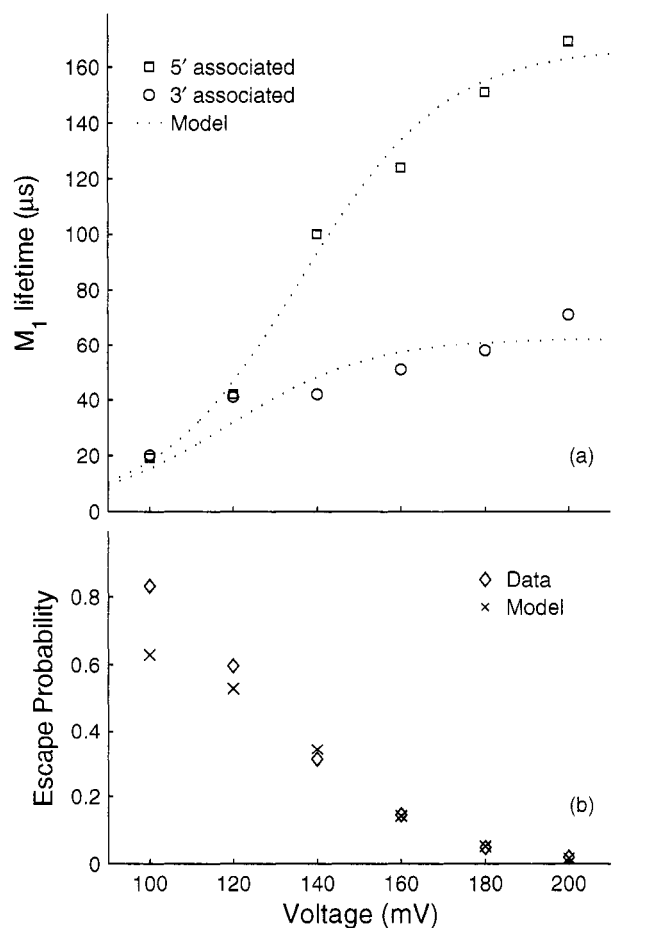 160
140
120
100
80
60
40
20
0
M1 lifetime (μs)
5′ associated
3′ associated
Model
(a)
0.8
0.6
0.4
0.2
0
Escape Probability
Data
Model
(b)
100 120 140 160 180 200
Voltage (mV)